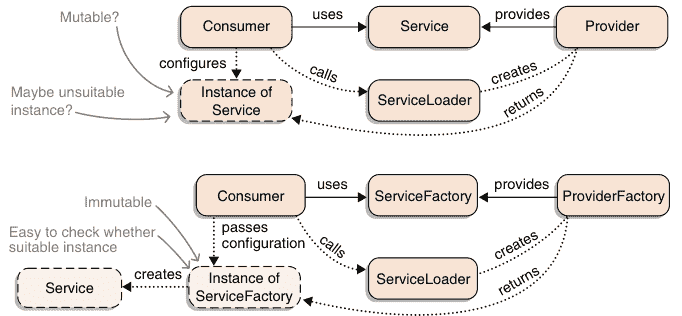 Mutable?
Consumer
uses
Service
provides
Provider
configures
calls
creates
Maybe unsuitable
instance?
Instance of
Service
ServiceLoader
returns
Immutable
Consumer
uses
ServiceFactory
provides
ProviderFactory
Easy to check whether
suitable instance
passes
configuration
calls
creates
Service
creates
Instance of
ServiceFactory
ServiceLoader
returns